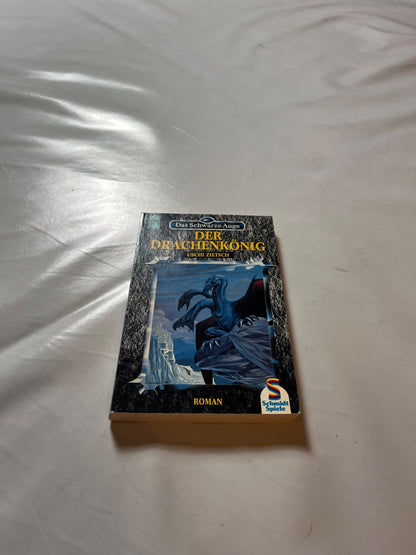 Das Schwarze Auge
DER
DRACHENKÖNIG
USCHI ZIETSCH
ROMAN
S
Schmidt
Spiele